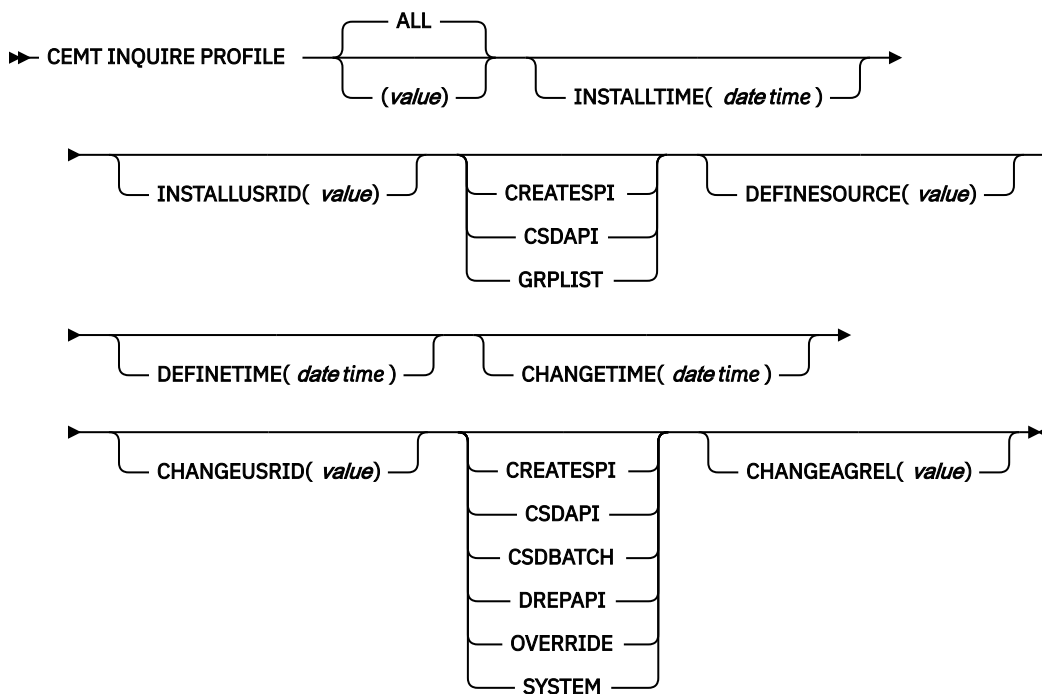 ALL
CEMT INQUIRE PROFILE
(value) INSTALLTIME( date time )
INSTALLUSRID( value) CREATESPI DEFINESOURCE( value)
CSDAPI
GRPLIST
DEFINETIME( date time ) CHANGETIME( date time )
CHANGEUSRID( value) CREATESPI CHANGEAGREL( value)
CSDAPI
CSDBATCH
DREPAPI
OVERRIDE
SYSTEM